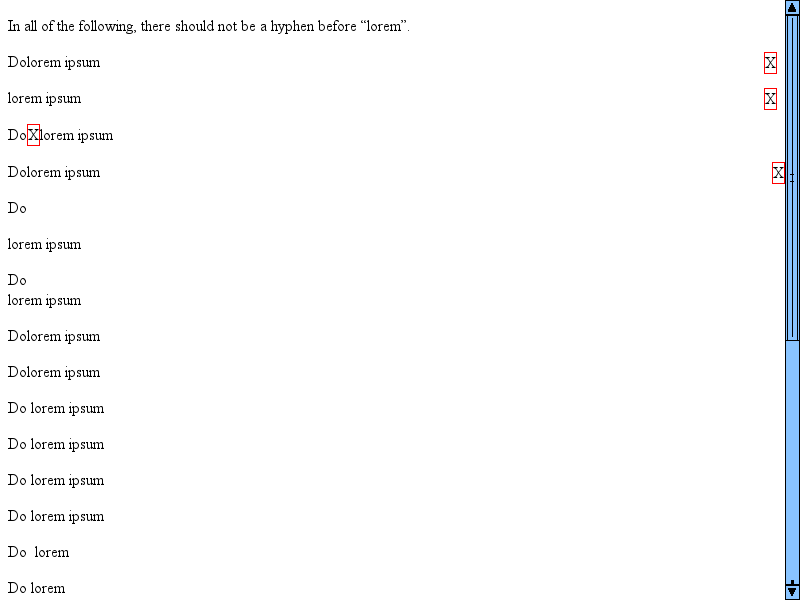 In all of the following, there should not be a hyphen before “lorem”.
Dolorem ipsum X
lorem ipsum X
DoXlorem ipsum
Dolorem ipsum X
Do
lorem ipsum
Do
lorem ipsum
Dolorem ipsum
Dolorem ipsum
Do lorem ipsum
Do lorem ipsum
Do lorem ipsum
Do lorem ipsum
Do  lorem
Do lorem